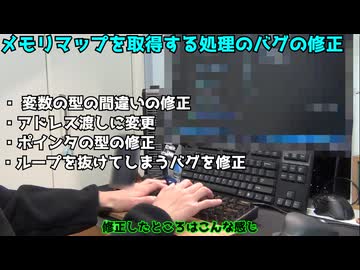 メモリマップを取得する処理のバグの修正
・変数の型の間違いの修正
・アドレス渡しに変更
・ポインタの型の修正
・ループを抜けてしまうバグを修正
修正したところはこんな感じ